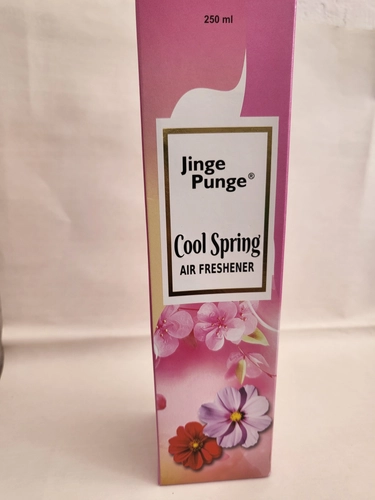 250 ml
Jinge
Punge®
Cool Spring
AIR FRESHENER